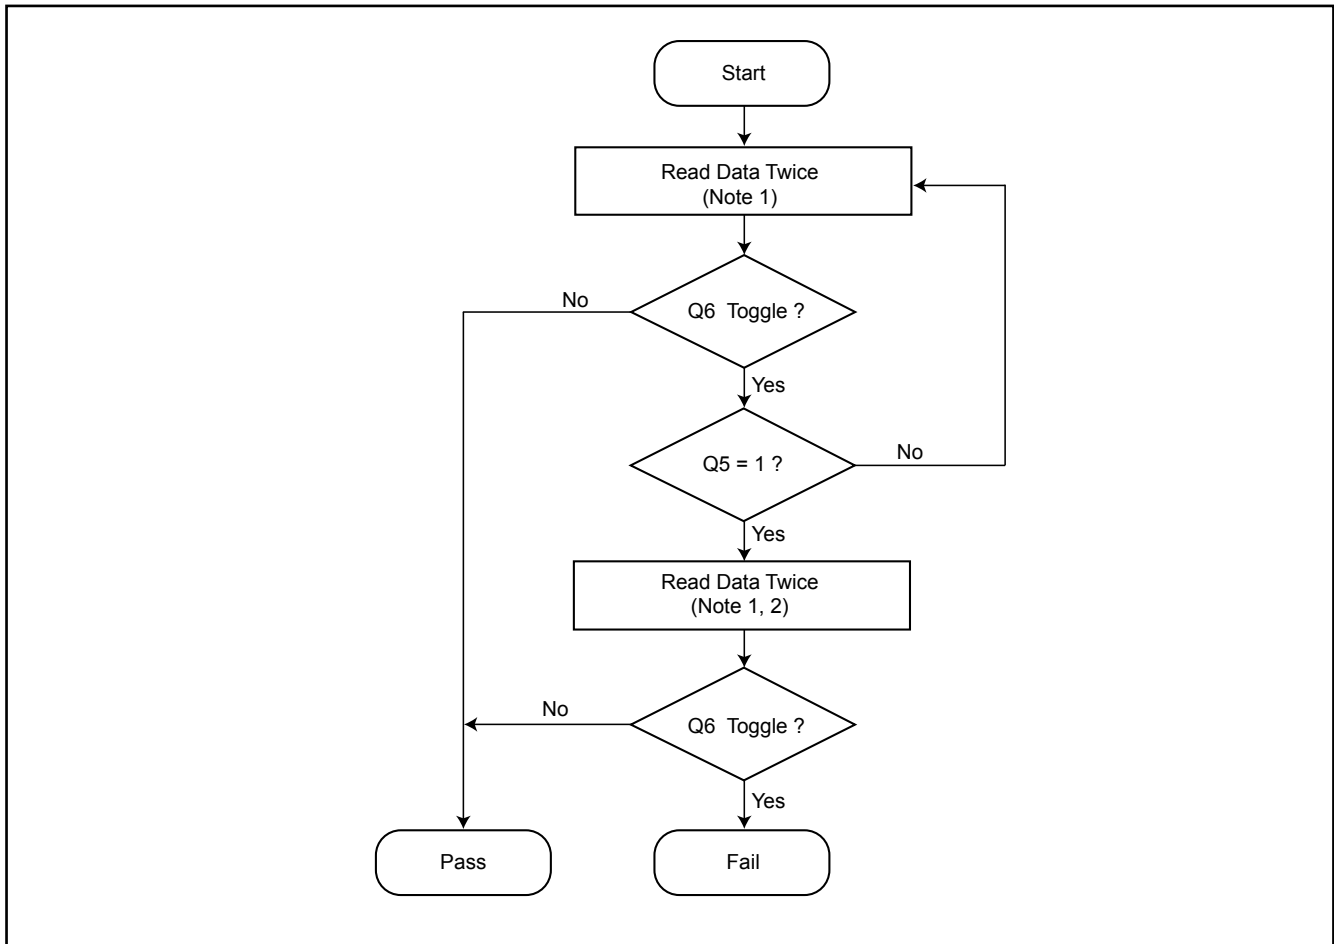 Start
Read Data Twice
(Note 1)
No
Q6 Toggle ?
Yes
Q5 = 1 ?
No
Yes
Read Data Twice
(Note 1, 2)
No
Q6 Toggle ?
Yes
Pass
Fail